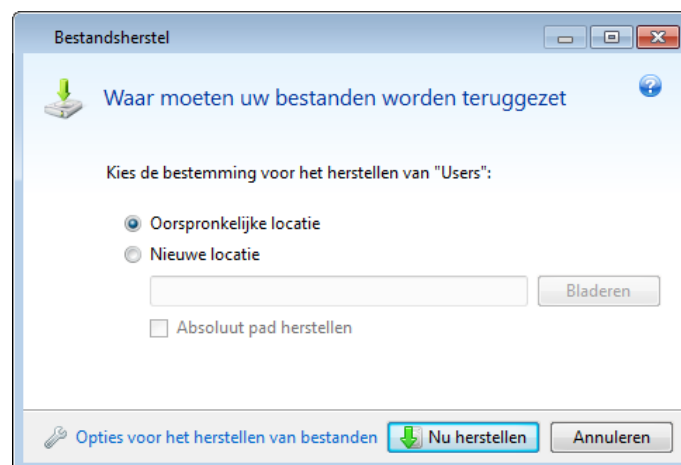 Bestandsherstel
Waar moeten uw bestanden worden teruggezet
Kies de bestemming voor het herstellen van "Users":
Oorspronkelijke locatie
Nieuwe locatie
Bladeren
Absoluut pad herstellen
Opties voor het herstellen van bestanden Nu herstellen Annuleren